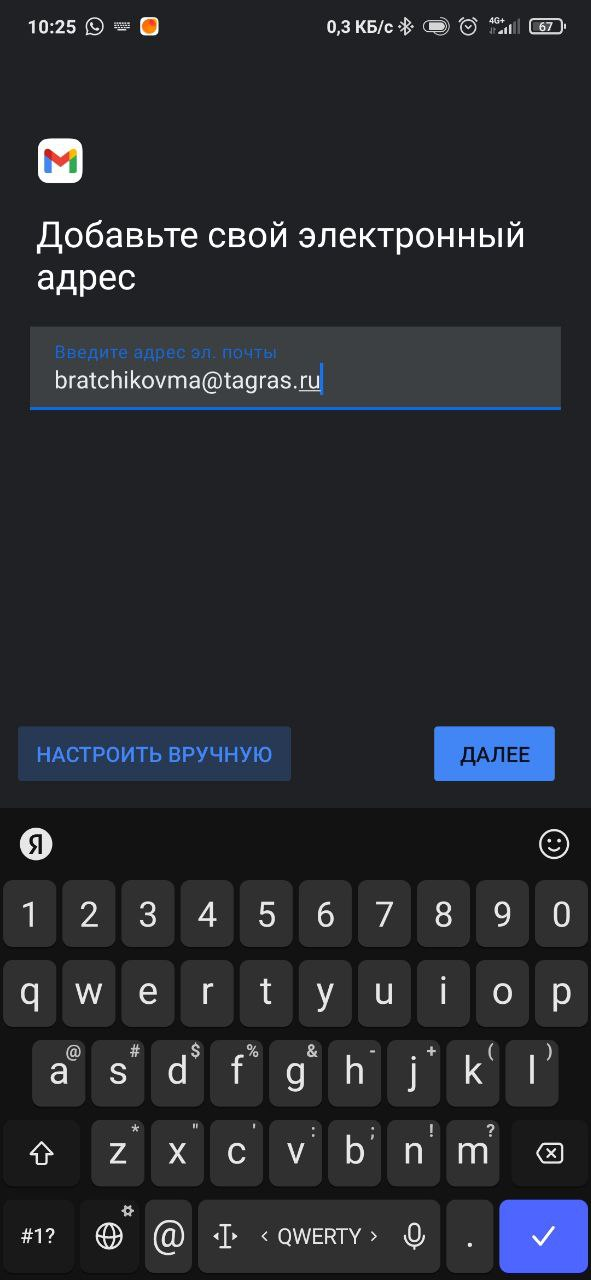 10:25
0,3 КБ/с
4G+
67
Добавьте свой электронный
адрес
Введите адрес эл. почты
bratchikovma@tagras.ru
НАСТРОИТЬ ВРУЧНУЮ
ДАЛЕЕ
Я
1 2 3 4 5 6 7 8 9 0
q w e r t y u i o p
@ # $ % & - + ( )
a s d f g h j k l
* " ' : ; ! ?
z x c v b n m
#1? @ < QWERTY > .